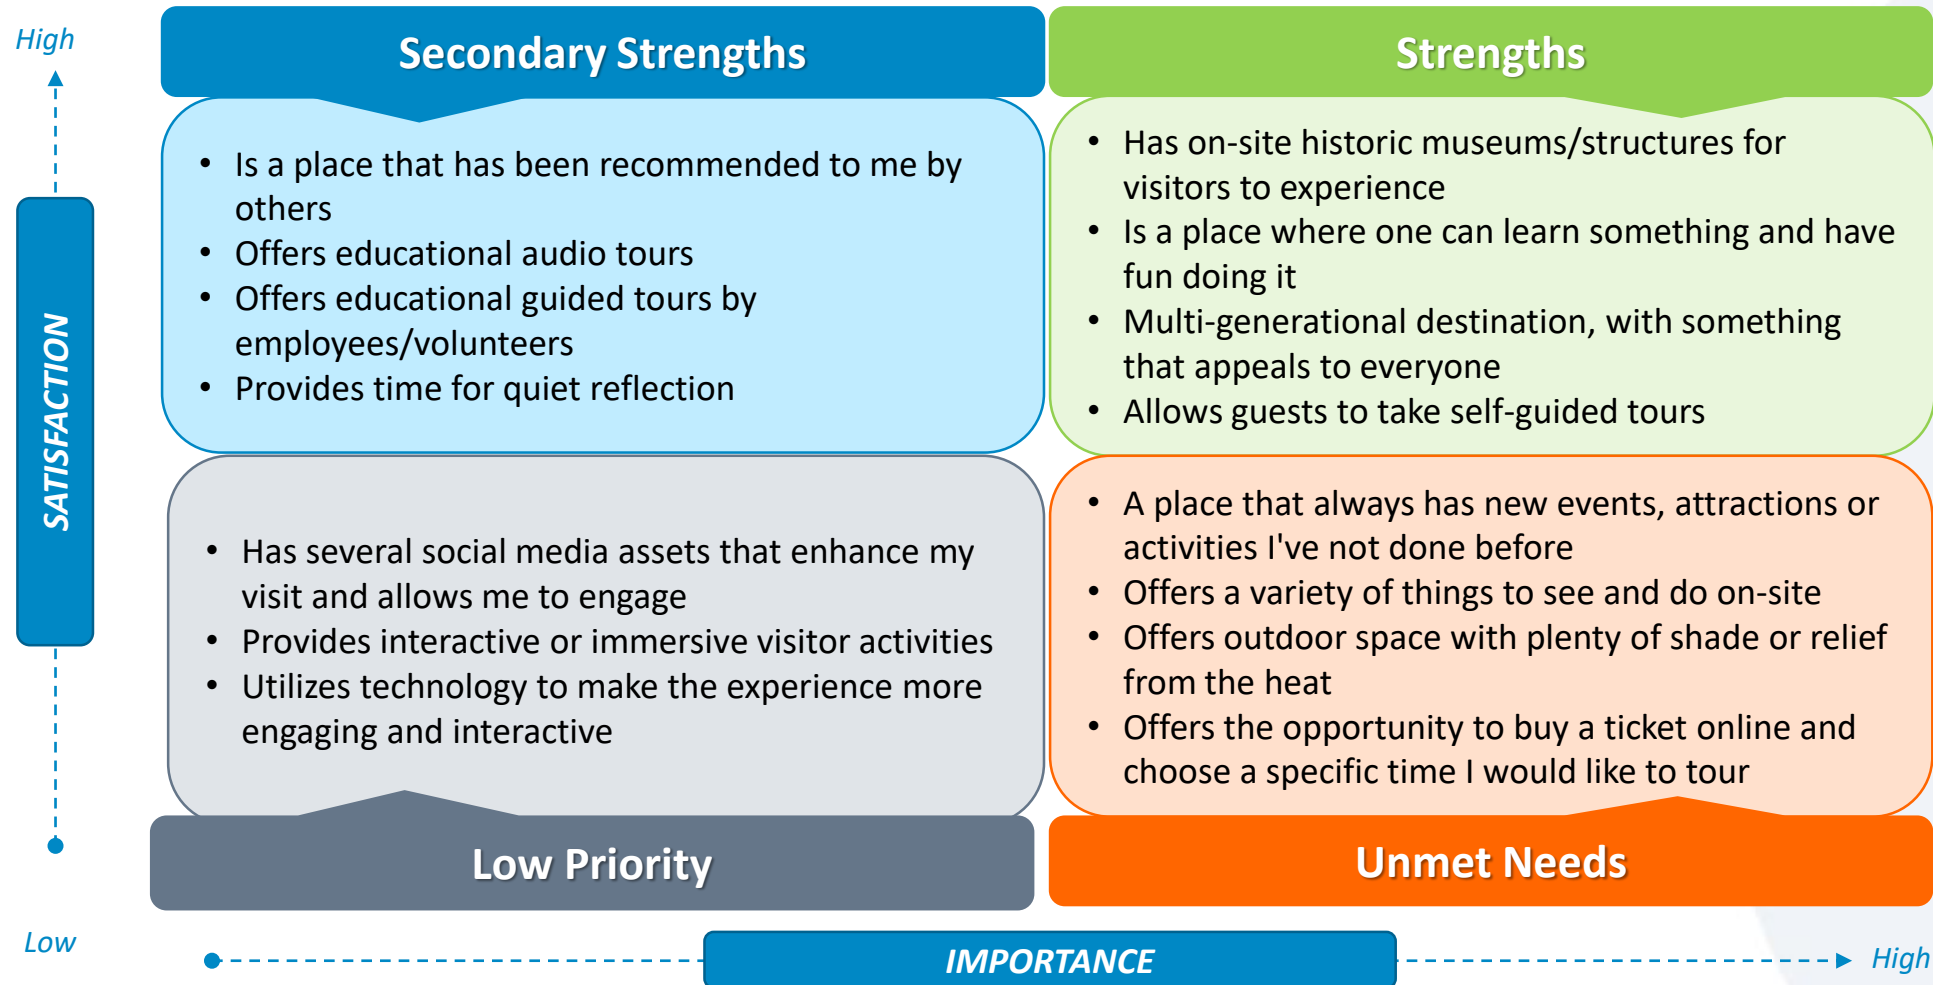 High
Secondary Strengths
Strengths
• Is a place that has been recommended to me by
others
• Offers educational audio tours
• Offers educational guided tours by
employees/volunteers
• Provides time for quiet reflection
• Has on-site historic museums/structures for
visitors to experience
• Is a place where one can learn something and have
fun doing it
• Multi-generational destination, with something
that appeals to everyone
• Allows guests to take self-guided tours
SATISFACTION
• Has several social media assets that enhance my
visit and allows me to engage
• Provides interactive or immersive visitor activities
• Utilizes technology to make the experience more
engaging and interactive
• A place that always has new events, attractions or
activities I've not done before
• Offers a variety of things to see and do on-site
• Offers outdoor space with plenty of shade or relief
from the heat
• Offers the opportunity to buy a ticket online and
choose a specific time I would like to tour
Low Priority
Unmet Needs
Low
IMPORTANCE
High